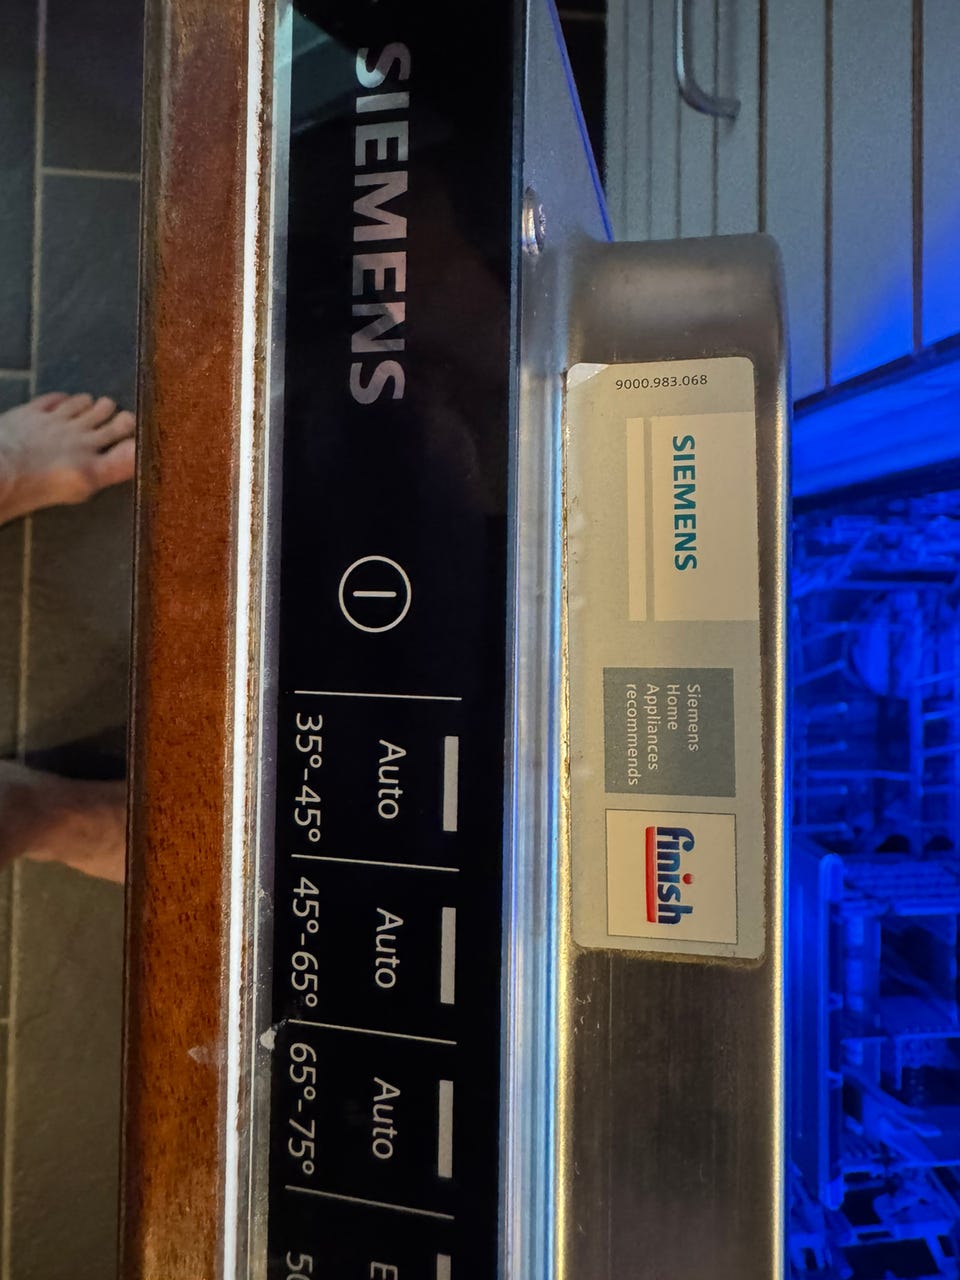 SIEMENS
Auto
35°-45°
Auto
45°-65°
Auto
65°-75°
E
50
9000.983.068
SIEMENS
Siemens
Home
Appliances
recommends
finish